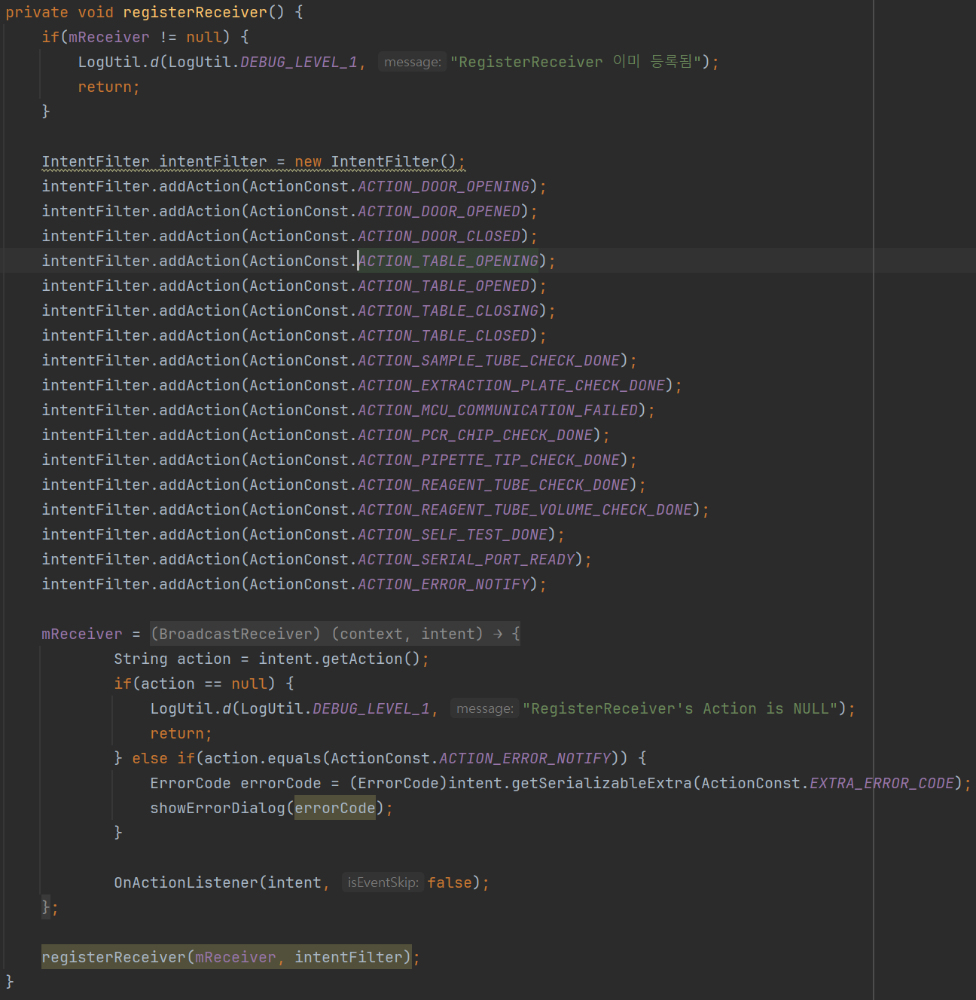 private void registerReceiver() {
if(mReceiver != null) {
LogUtil.d(LogUtil.DEBUG_LEVEL_1, message: "RegisterReceiver 이미 등록됨");
return;
}
IntentFilter intentFilter = new IntentFilter();
intentFilter.addAction(ActionConst.ACTION_DOOR_OPENING);
intentFilter.addAction(ActionConst.ACTION_DOOR_OPENED);
intentFilter.addAction(ActionConst.ACTION_DOOR_CLOSED);
intentFilter.addAction(ActionConst.ACTION_TABLE_OPENING);
intentFilter.addAction(ActionConst.ACTION_TABLE_OPENED);
intentFilter.addAction(ActionConst.ACTION_TABLE_CLOSING);
intentFilter.addAction(ActionConst.ACTION_TABLE_CLOSED);
intentFilter.addAction(ActionConst.ACTION_SAMPLE_TUBE_CHECK_DONE);
intentFilter.addAction(ActionConst.ACTION_EXTRACTION_PLATE_CHECK_DONE);
intentFilter.addAction(ActionConst.ACTION_MCU_COMMUNICATION_FAILED);
intentFilter.addAction(ActionConst.ACTION_PCR_CHIP_CHECK_DONE);
intentFilter.addAction(ActionConst.ACTION_PIPETTE_TIP_CHECK_DONE);
intentFilter.addAction(ActionConst.ACTION_REAGENT_TUBE_CHECK_DONE);
intentFilter.addAction(ActionConst.ACTION_REAGENT_TUBE_VOLUME_CHECK_DONE);
intentFilter.addAction(ActionConst.ACTION_SELF_TEST_DONE);
intentFilter.addAction(ActionConst.ACTION_SERIAL_PORT_READY);
intentFilter.addAction(ActionConst.ACTION_ERROR_NOTIFY);
mReceiver = (BroadcastReceiver) (context, intent) → {
String action = intent.getAction();
if(action == null) {
LogUtil.d(LogUtil.DEBUG_LEVEL_1, message: "RegisterReceiver's Action is NULL");
return;
} else if(action.equals(ActionConst.ACTION_ERROR_NOTIFY)) {
ErrorCode errorCode = (ErrorCode)intent.getSerializableExtra(ActionConst.EXTRA_ERROR_CODE);
showErrorDialog(errorCode);
}
OnActionListener(intent, isEventSkip: false);
};
registerReceiver(mReceiver, intentFilter);
}